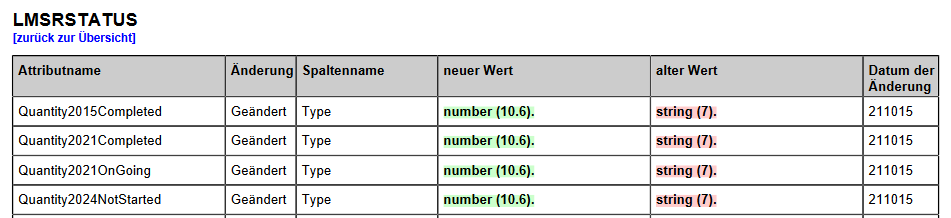 LMSRSTATUS
[zurück zur Übersicht]
Attributname Änderung Spaltenname neuer Wert alter Wert Datum der Änderung
Quantity2015Completed Geändert Type number (10.6). string (7). 211015
Quantity2021Completed Geändert Type number (10.6). string (7). 211015
Quantity2021OnGoing Geändert Type number (10.6). string (7). 211015
Quantity2024NotStarted Geändert Type number (10.6). string (7). 211015